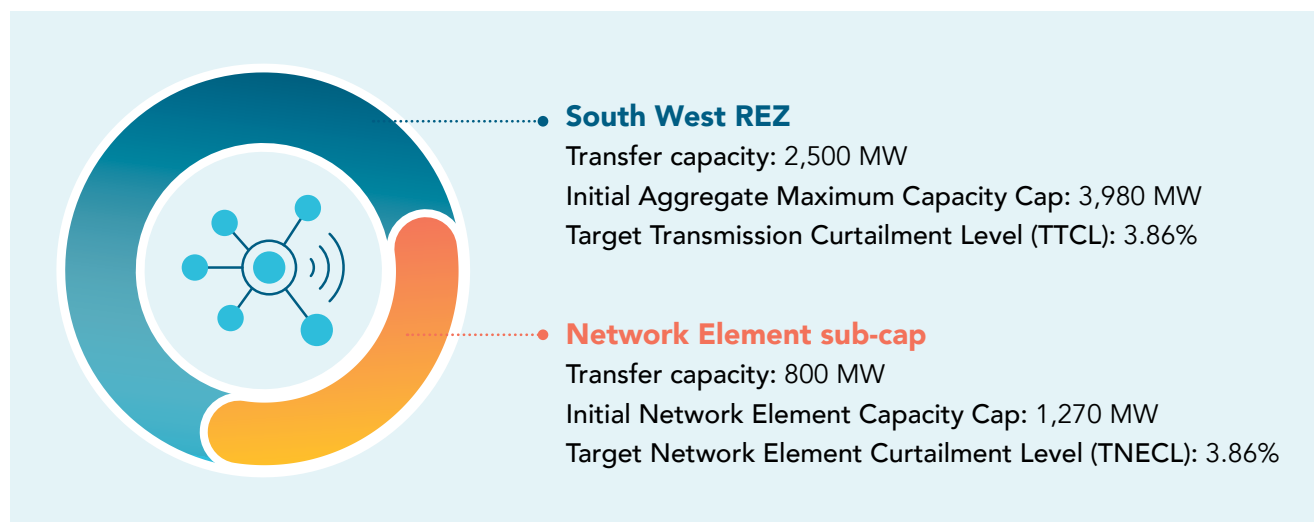 South West REZ
Transfer capacity: 2,500 MW
Initial Aggregate Maximum Capacity Cap: 3,980 MW
Target Transmission Curtailment Level (TTCL): 3.86%
Network Element sub-cap
Transfer capacity: 800 MW
Initial Network Element Capacity Cap: 1,270 MW
Target Network Element Curtailment Level (TNECL): 3.86%